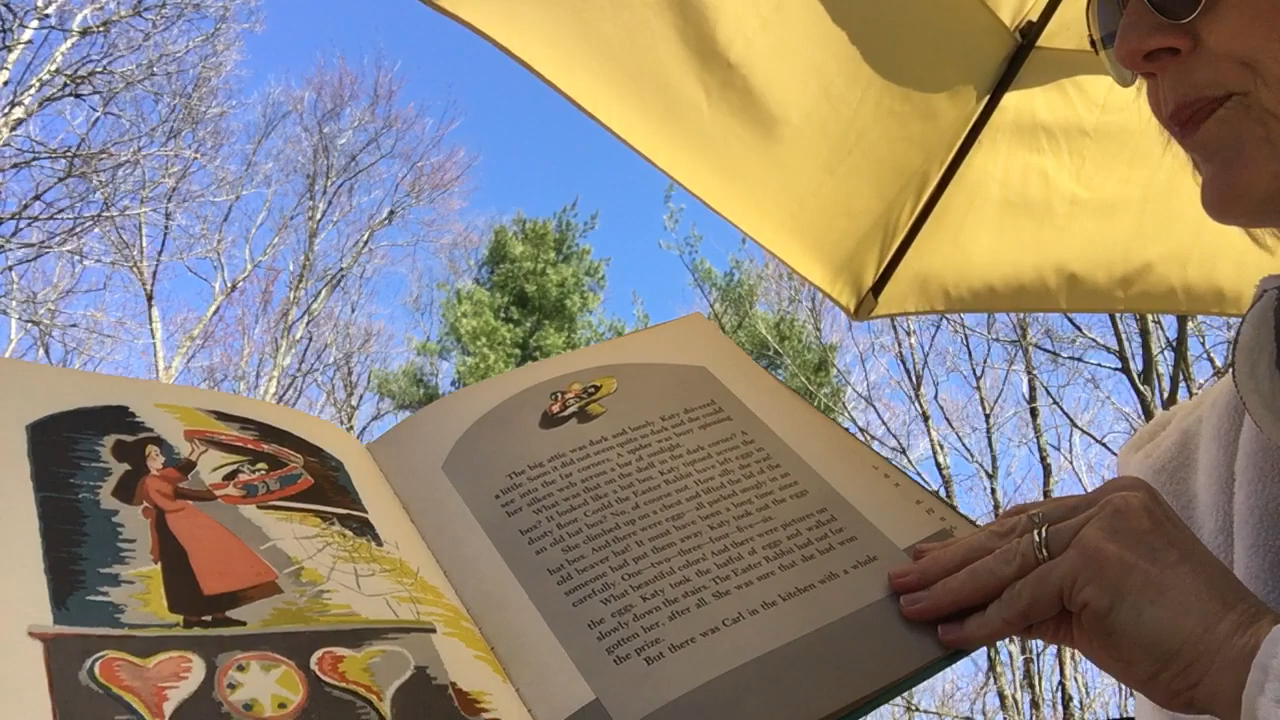 The big attic was dark and lonely. Katy shivered
a little. Soon it did not seem quite so dark and she could
see into the far corners. A spider was busy spinning
her silken web across a bar of sunlight.
What was that on the shelf in the dark corner? A
box? It looked like a hat box. Katy tiptoed across the
dusty floor. Could the Easter Rabbit have left eggs in
an old hat box? No, of course not. How silly she was!
She climbed up on a chest and lifted the lid of the
hat box. And there were eggs—all packed snugly in an
old beaver hat! It must have been a long time since
someone had put them away. Katy took out the eggs
carefully. One—two—three—four—five—six.
What beautiful colors! And there were pictures on
the eggs. Katy took the hatful of eggs and walked
slowly down the stairs. The Easter Rabbit had not for-
gotten her, after all. She was sure that she had won
the prize.
But there was Carl in the kitchen with a whole